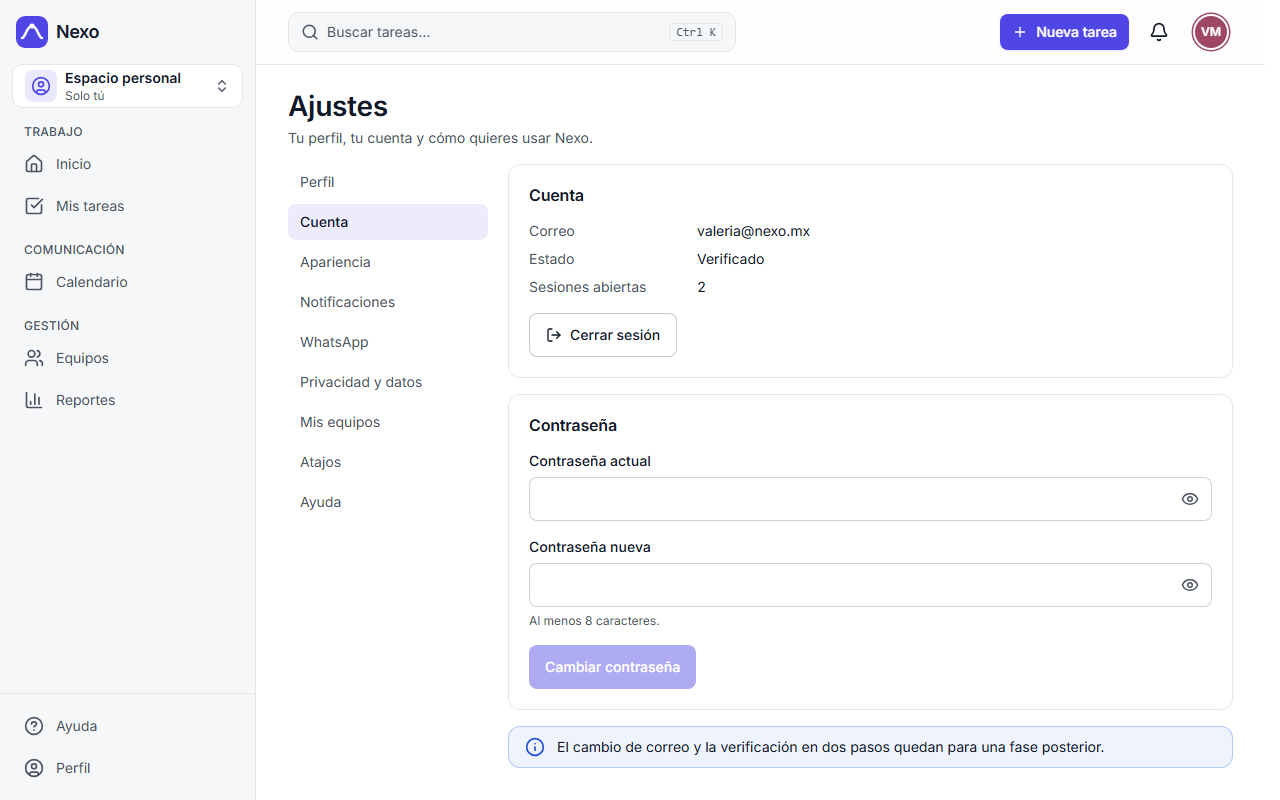 Nexo
Espacio personal
Solo tú
TRABAJO
Inicio
Mis tareas
COMUNICACIÓN
Calendario
GESTIÓN
Equipos
Reportes
Ayuda
Perfil
Buscar tareas...
Ctrl K
Nueva tarea
VM
Ajustes
Tu perfil, tu cuenta y cómo quieres usar Nexo.
Perfil
Cuenta
Apariencia
Notificaciones
WhatsApp
Privacidad y datos
Mis equipos
Atajos
Ayuda
Cuenta
Correo valeria@nexo.mx
Estado Verificado
Sesiones abiertas 2
Cerrar sesión
Contraseña
Contraseña actual
Contraseña nueva
Al menos 8 caracteres.
Cambiar contraseña
El cambio de correo y la verificación en dos pasos quedan para una fase posterior.